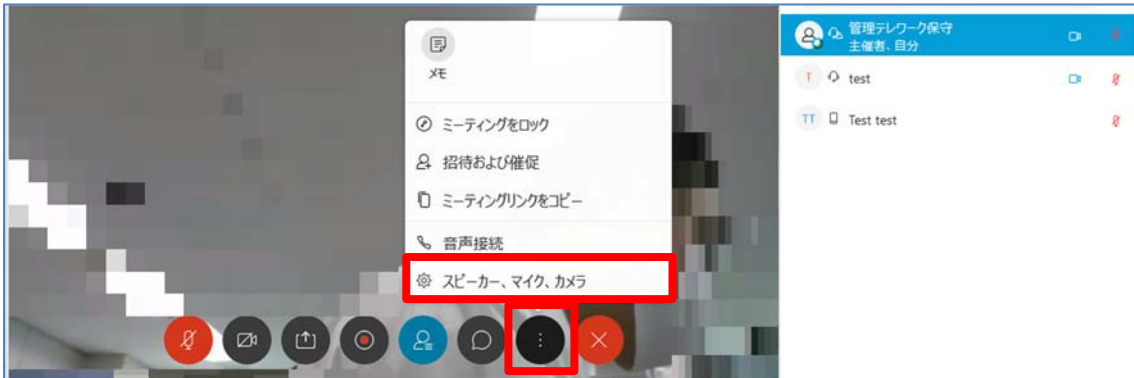 メモ
ミーティングをロック
招待および催促
ミーティングリンクをコピー
音声接続
スピーカー、マイク、カメラ
管理テレワーク保守
主催者、自分
T test
TT Test test